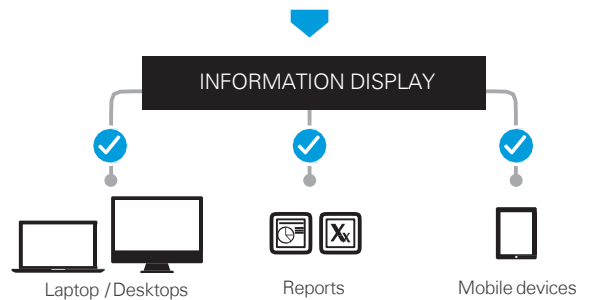 INFORMATION DISPLAY
Laptop / Desktops
Reports
Mobile devices